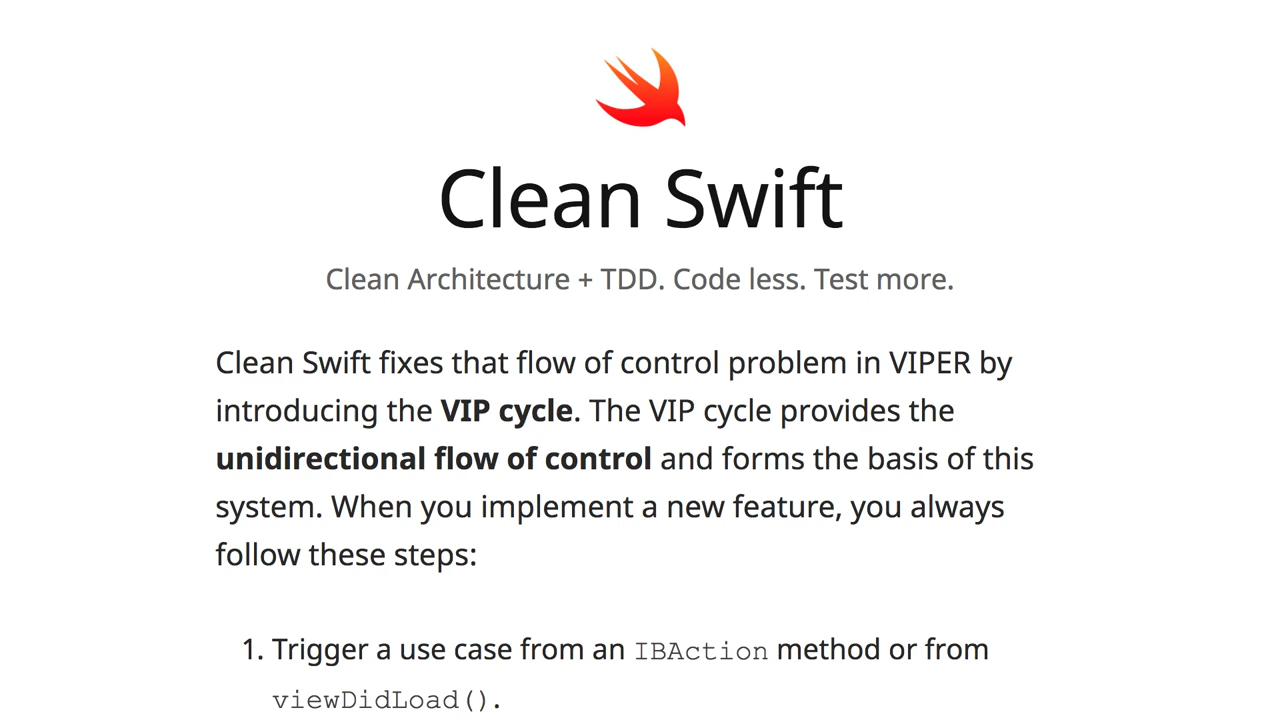 Clean Swift
Clean Architecture + TDD. Code less. Test more.
Clean Swift fixes that flow of control problem in VIPER by
introducing the VIP cycle. The VIP cycle provides the
unidirectional flow of control and forms the basis of this
system. When you implement a new feature, you always
follow these steps:
1. Trigger a use case from an IBAction method or from
viewDidLoad().